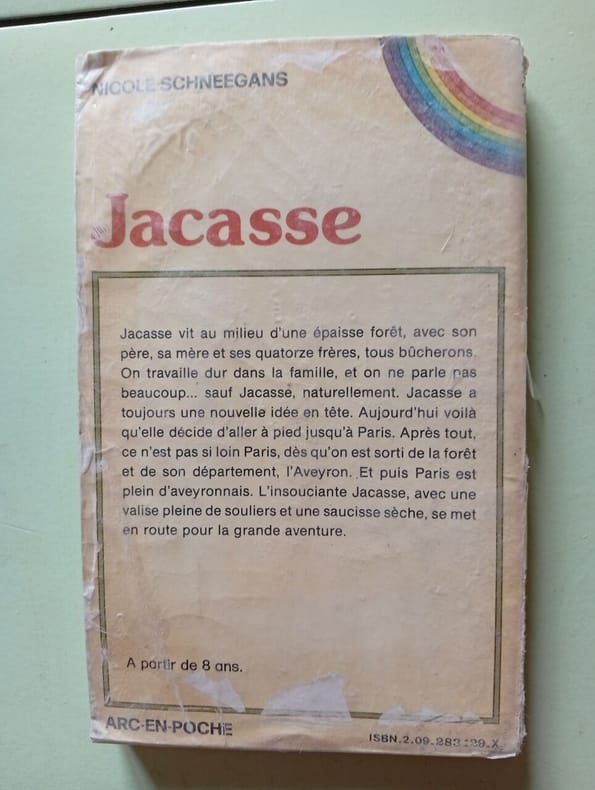 NICOLE SCHNEEGANS
Jacasse
Jacasse vit au milieu d'une épaisse forêt, avec son
père, sa mère et ses quatorze frères, tous bûcherons.
On travaille dur dans la famille, et on ne parle pas
beaucoup... sauf Jacasse, naturellement. Jacasse a
toujours une nouvelle idée en tête. Aujourd'hui voilà
qu'elle décide d'aller à pied jusqu'à Paris. Après tout,
ce n'est pas si loin Paris, dès qu'on est sorti de la forêt
et de son département, l'Aveyron. Et puis Paris est
plein d'aveyronnais. L'insouciante Jacasse, avec une
valise pleine de souliers et une saucisse sèche, se met
en route pour la grande aventure.
A partir de 8 ans.
ARC-EN-POCHE
ISBN.2.09.283